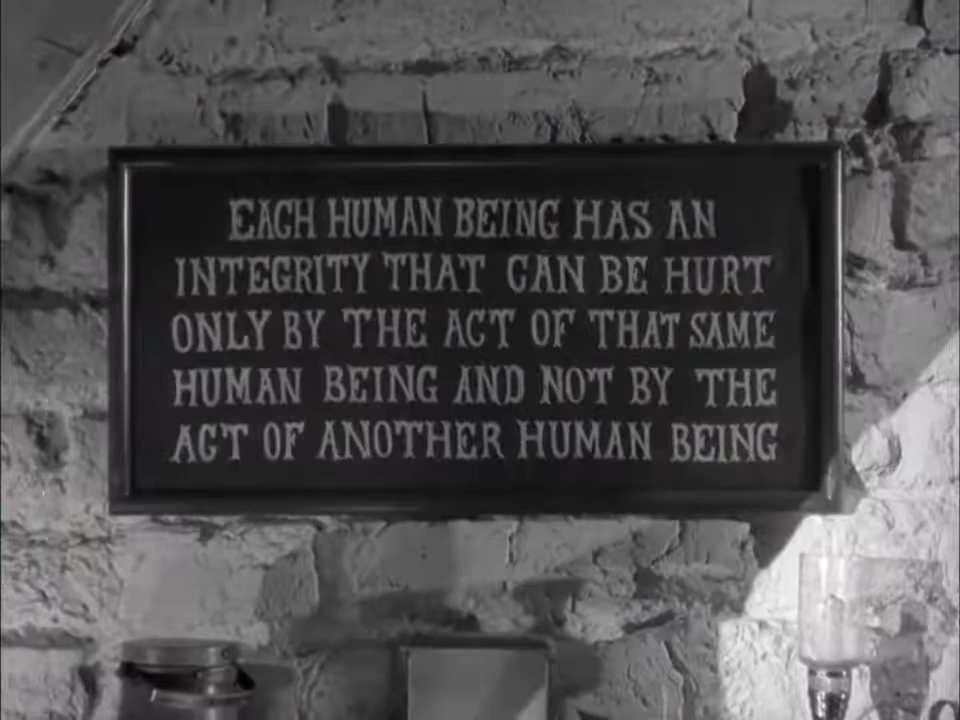 EACH HUMAN BEING HAS AN
INTEGRITY THAT CAN BE HURT
ONLY BY THE ACT OF THAT SAME
HUMAN BEING AND NOT BY THE
ACT OF ANOTHER HUMAN BEING